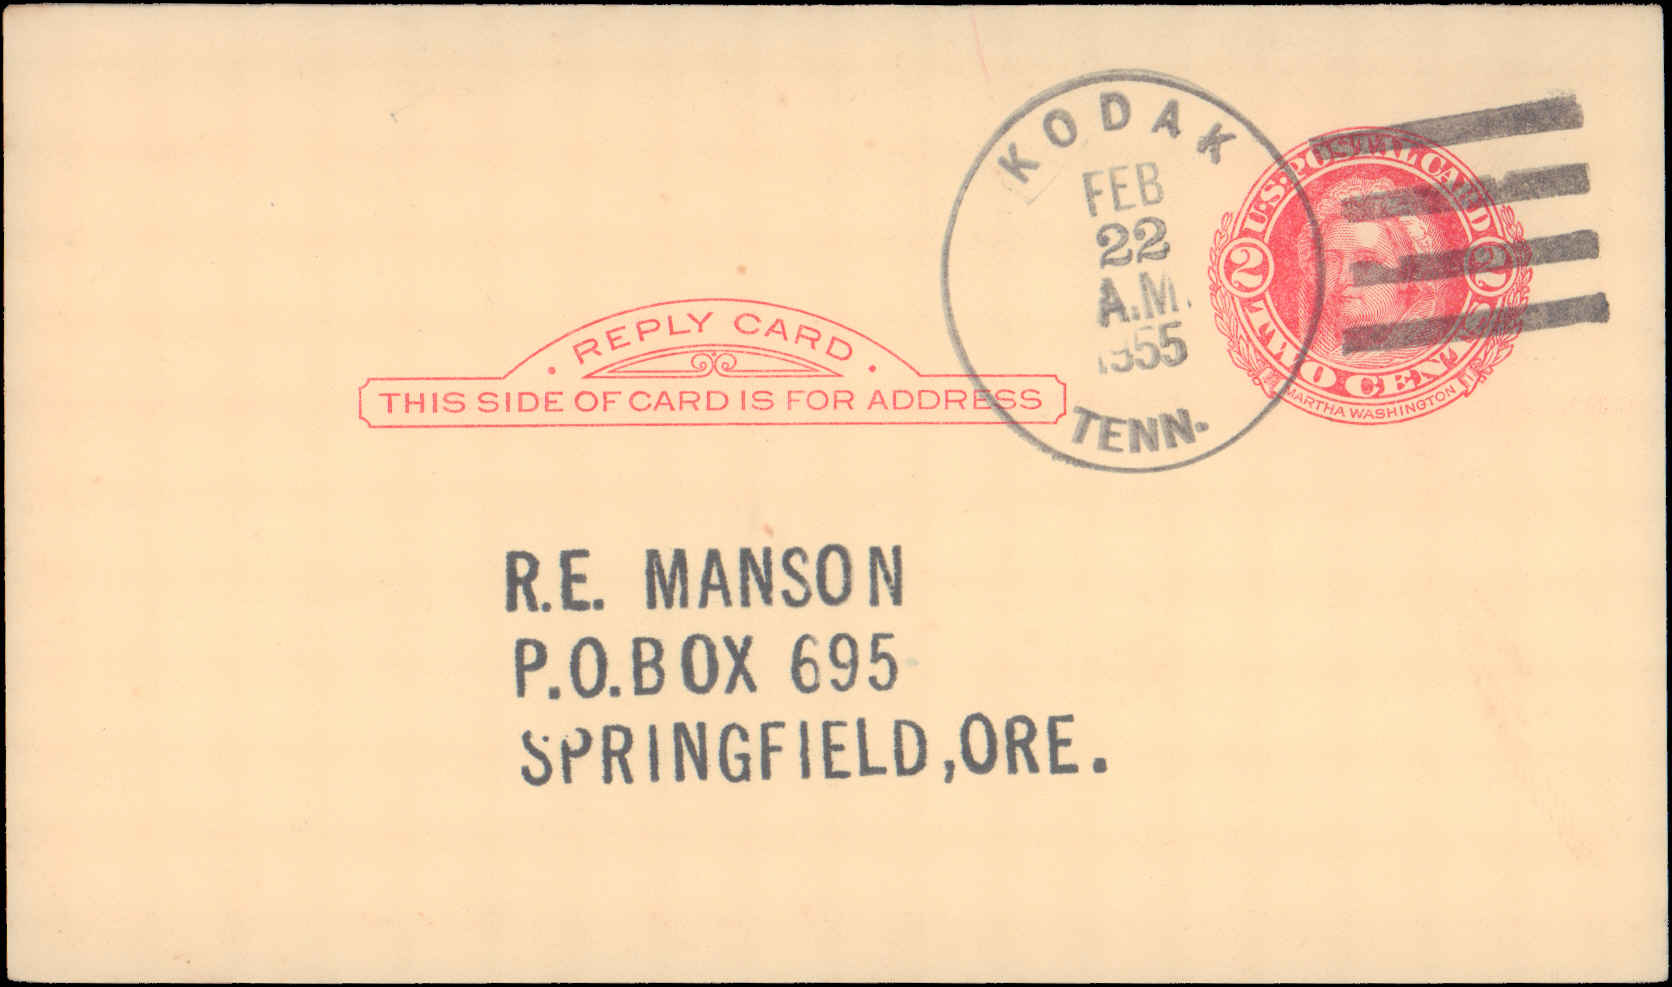 KODAK
FEB
22
A.M.
1955
TENN.
U.S. POSTAL CARD
2 2
TWO CENTS
MARTHA WASHINGTON
· REPLY CARD ·
THIS SIDE OF CARD IS FOR ADDRESS
R.E. MANSON
P.O.BOX 695
SPRINGFIELD,ORE.